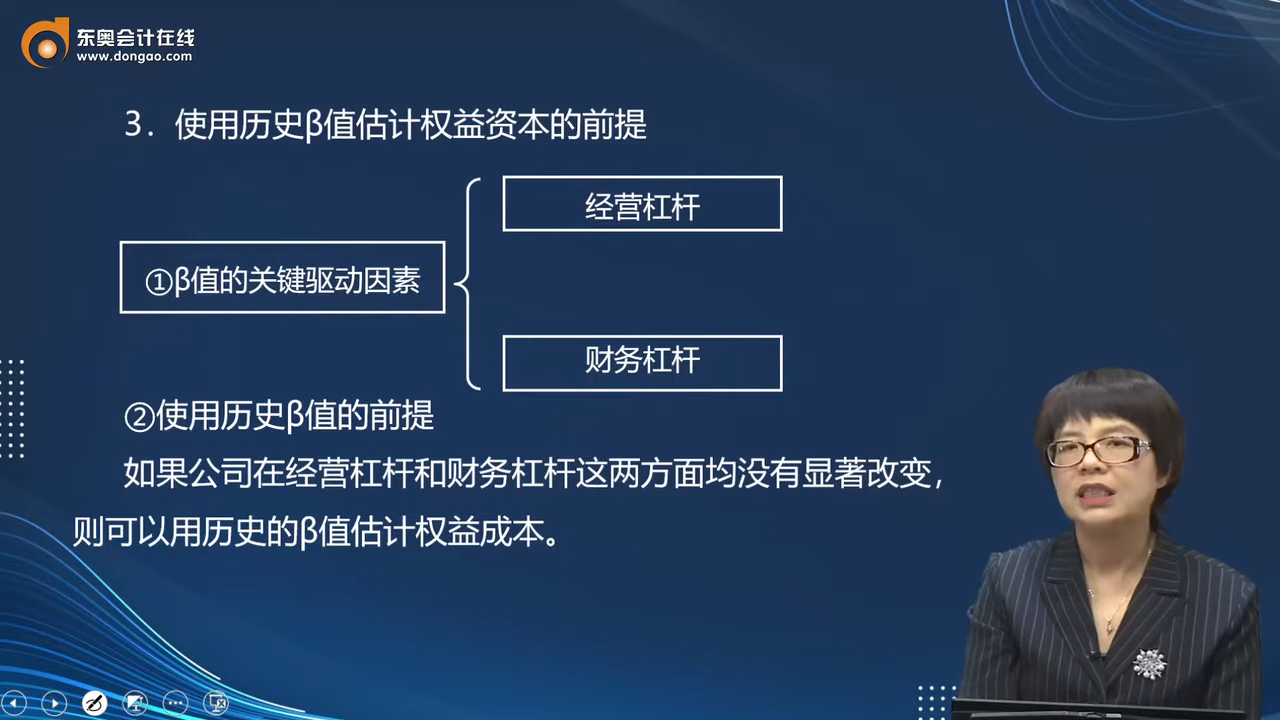 东奥会计在线
www.dongao.com
3. 使用历史β值估计权益资本的前提
经营杠杆
①β值的关键驱动因素
财务杠杆
②使用历史β值的前提
如果公司在经营杠杆和财务杠杆这两方面均没有显著改变，
则可以用历史的β值估计权益成本。